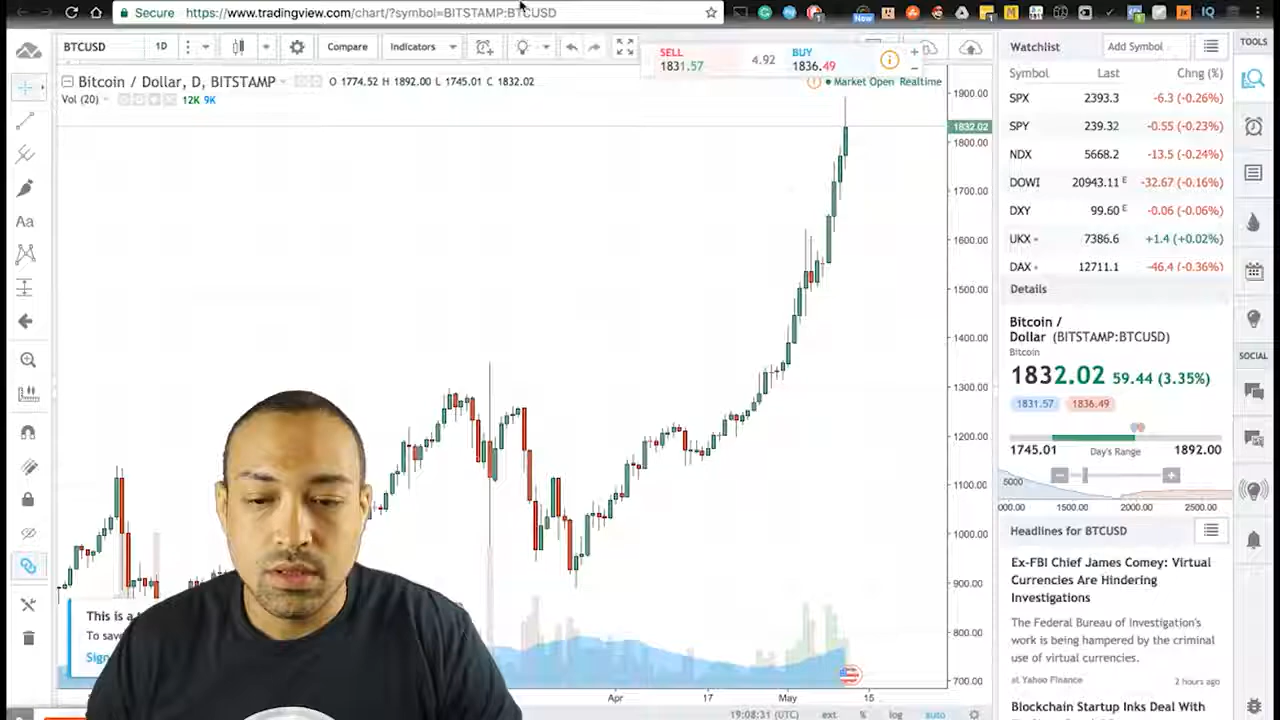 Secure
https://www.tradingview.com/chart/?symbol=BITSTAMP:BTCUSD
New
BTCUSD
1D
Compare
Indicators
SELL
1831.57
4.92
BUY
1836.49
Bitcoin / Dollar, D, BITSTAMP
O 1774.52 H 1892.00 L 1745.01 C 1832.02
Market Open Realtime
Vol (20)
12K 9K
Aa
1900.00
1832.02
1800.00
1700.00
1600.00
1500.00
1400.00
1300.00
1200.00
1100.00
1000.00
900.00
800.00
700.00
This is a
To save
Sign
Apr
17
May
15
19:08:31 (UTC)
ext
%
log
auto
Watchlist
Add Symbol
TOOLS
Symbol Last Chng (%)
SPX 2393.3 -6.3 (-0.26%)
SPY 239.32 -0.55 (-0.23%)
NDX 5668.2 -13.5 (-0.24%)
DOWI 20943.11 E -32.67 (-0.16%)
DXY 99.60 E -0.06 (-0.06%)
UKX 7386.6 +1.4 (+0.02%)
DAX 12711.1 -46.4 (-0.36%)
Details
Bitcoin /
Dollar (BITSTAMP:BTCUSD)
Bitcoin
SOCIAL
1832.02 59.44 (3.35%)
1831.57 1836.49
1745.01 Day's Range 1892.00
5000
000.00 1500.00 2000.00 2500.00
Headlines for BTCUSD
Ex-FBI Chief James Comey: Virtual
Currencies Are Hindering
Investigations
The Federal Bureau of Investigation's
work is being hampered by the criminal
use of virtual currencies.
at Yahoo Finance 2 hours ago
Blockchain Startup Inks Deal With